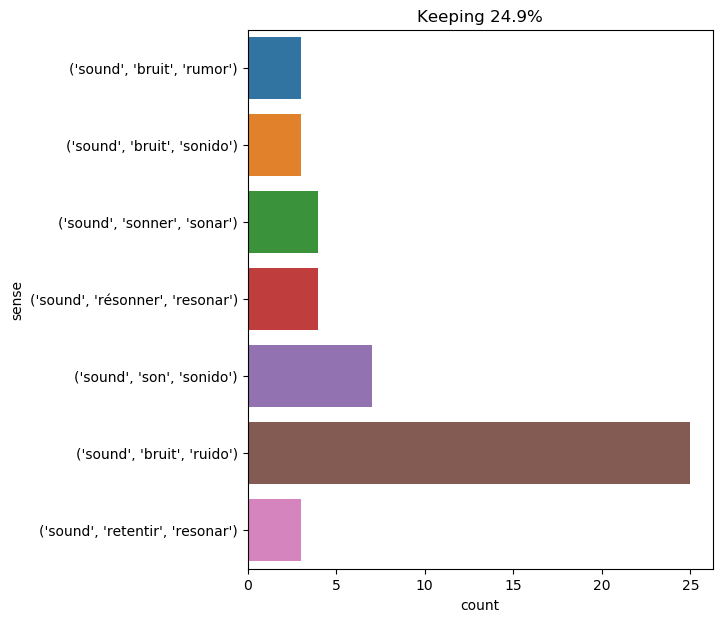 Keeping 24.9%
('sound', 'bruit', 'rumor')
('sound', 'bruit', 'sonido')
('sound', 'sonner', 'sonar')
('sound', 'résonner', 'resonar')
('sound', 'son', 'sonido')
('sound', 'bruit', 'ruido')
('sound', 'retentir', 'resonar')
sense
0 5 10 15 20 25
count